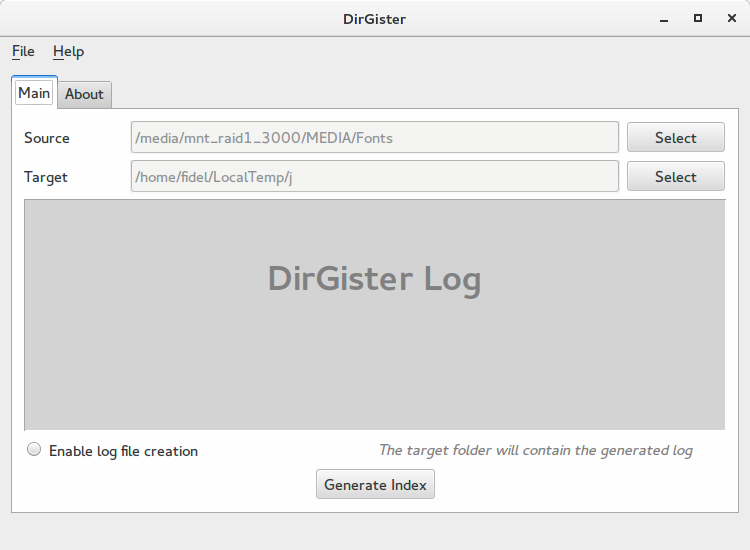 DirGister
File Help
Main About
Source /media/mnt_raid1_3000/MEDIA/Fonts Select
Target /home/fidel/LocalTemp/j Select
DirGister Log
Enable log file creation The target folder will contain the generated log
Generate Index